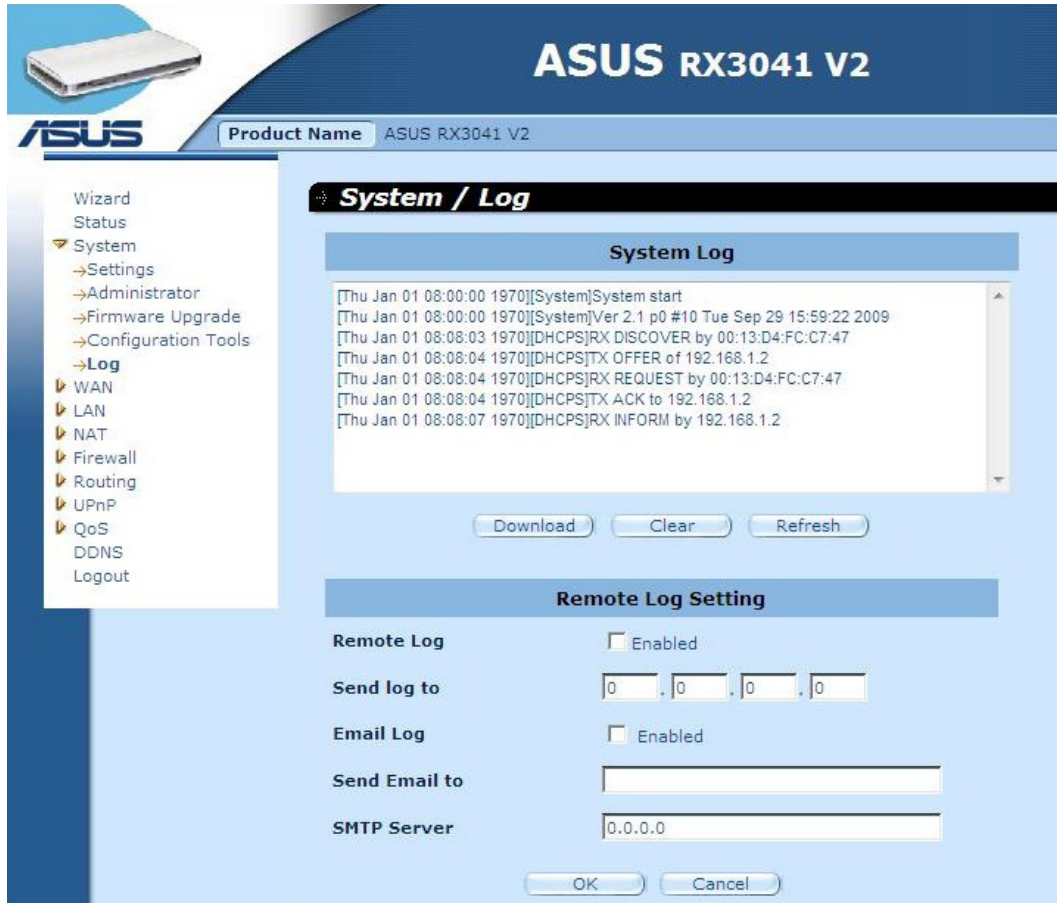 ASUS RX3041 V2
ASUS
Product Name ASUS RX3041 V2
Wizard
Status
System
Settings
Administrator
Firmware Upgrade
Configuration Tools
Log
WAN
LAN
NAT
Firewall
Routing
UPnP
QoS
DDNS
Logout
System / Log
System Log
[Thu Jan 01 08:00:00 1970][System]System start
[Thu Jan 01 08:00:00 1970][System]Ver 2.1 p0 #10 Tue Sep 29 15:59:22 2009
[Thu Jan 01 08:08:03 1970][DHCPS]RX DISCOVER by 00:13:D4:FC:C7:47
[Thu Jan 01 08:08:04 1970][DHCPS]TX OFFER of 192.168.1.2
[Thu Jan 01 08:08:04 1970][DHCPS]RX REQUEST by 00:13:D4:FC:C7:47
[Thu Jan 01 08:08:04 1970][DHCPS]TX ACK to 192.168.1.2
[Thu Jan 01 08:08:07 1970][DHCPS]RX INFORM by 192.168.1.2
Download Clear Refresh
Remote Log Setting
Remote Log Enabled
Send log to 0 . 0 . 0 . 0
Email Log Enabled
Send Email to
SMTP Server 0.0.0.0
OK Cancel